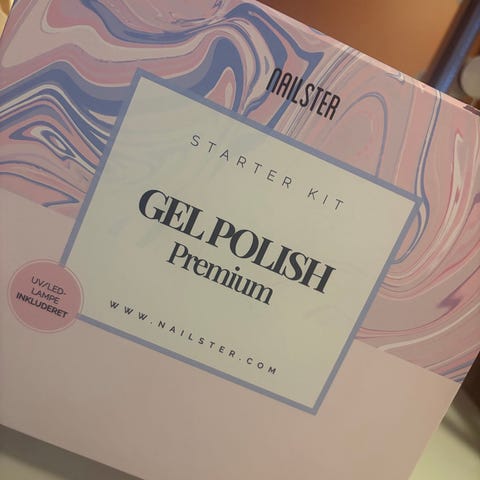 NAILSTER
STARTER KIT
GEL POLISH
Premium
WWW.NAILSTER.COM
UV/LED-
LAMPE
INKLUDERET